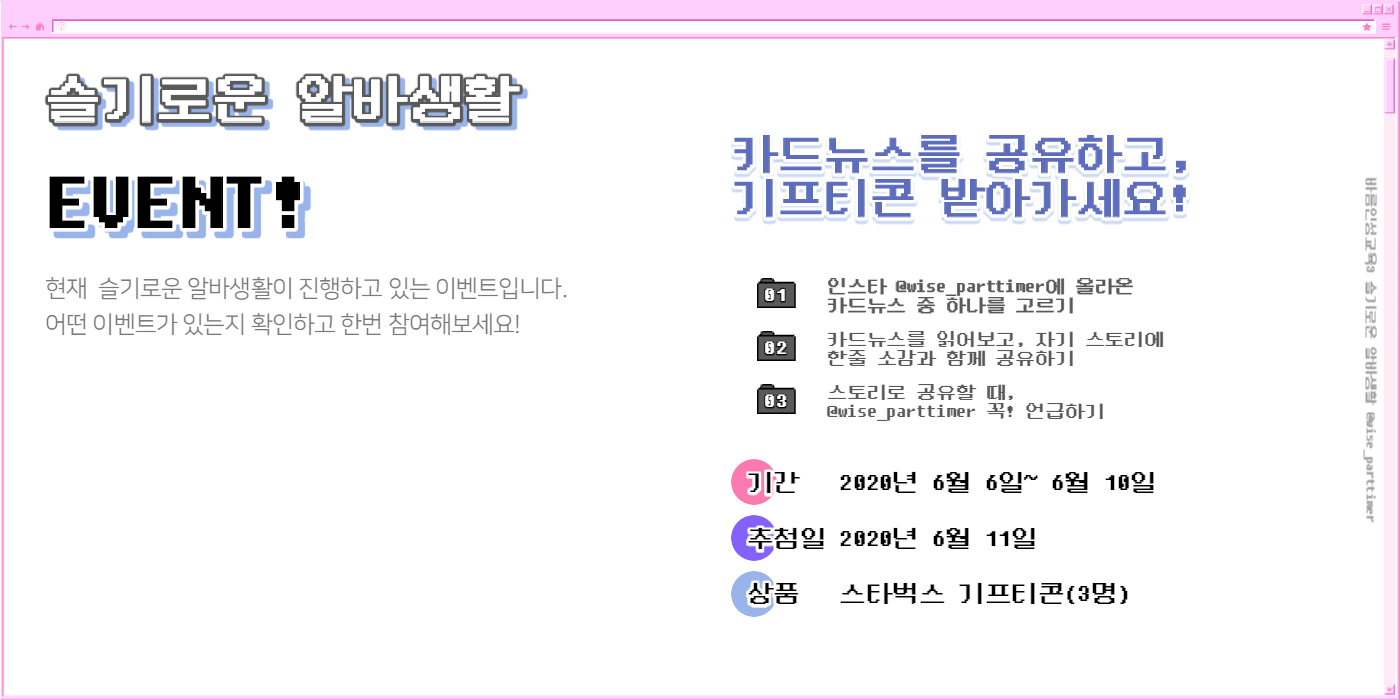 슬기로운 알바생활
EVENT!
현재 슬기로운 알바생활이 진행하고 있는 이벤트입니다.
어떤 이벤트가 있는지 확인하고 한번 참여해보세요!
카드뉴스를 공유하고,
기프티콘 받아가세요!
01
인스타 @wise_parttimer에 올라온
카드뉴스 중 하나를 고르기
02
카드뉴스를 읽어보고, 자기 스토리에
한줄 소감과 함께 공유하기
03
스토리로 공유할 때,
@wise_parttimer 꼭! 언급하기
기간 2020년 6월 6일~ 6월 10일
추첨일 2020년 6월 11일
상품 스타벅스 기프티콘(3명)
바름인성교육3 슬기로운 알바생활 @wise_parttimer